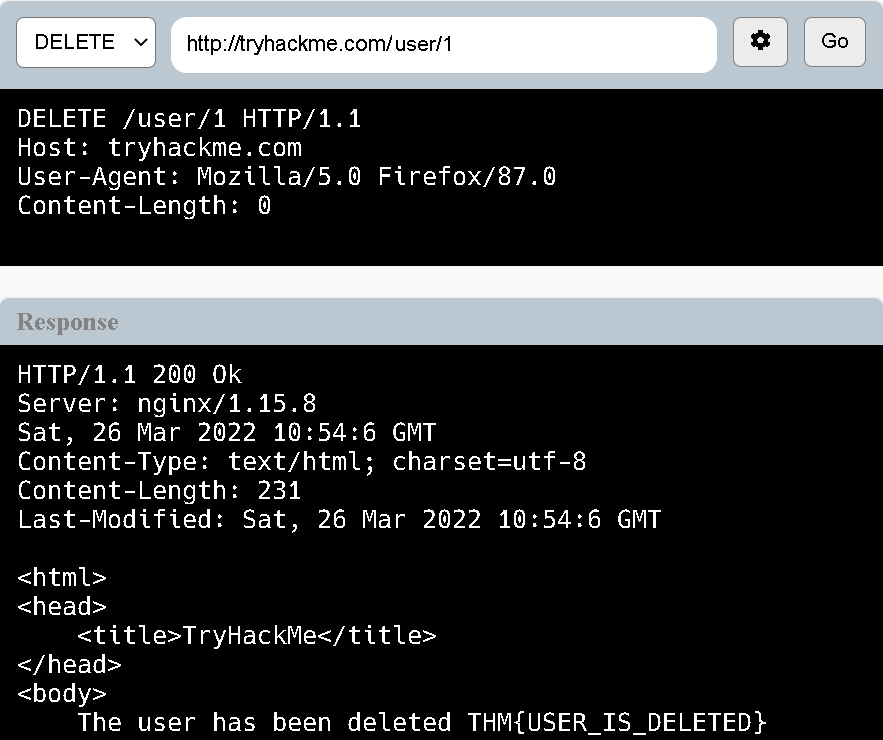 DELETE http://tryhackme.com/user/1 Go
DELETE /user/1 HTTP/1.1
Host: tryhackme.com
User-Agent: Mozilla/5.0 Firefox/87.0
Content-Length: 0
Response
HTTP/1.1 200 Ok
Server: nginx/1.15.8
Sat, 26 Mar 2022 10:54:6 GMT
Content-Type: text/html; charset=utf-8
Content-Length: 231
Last-Modified: Sat, 26 Mar 2022 10:54:6 GMT
<html>
<head>
    <title>TryHackMe</title>
</head>
<body>
    The user has been deleted THM{USER_IS_DELETED}